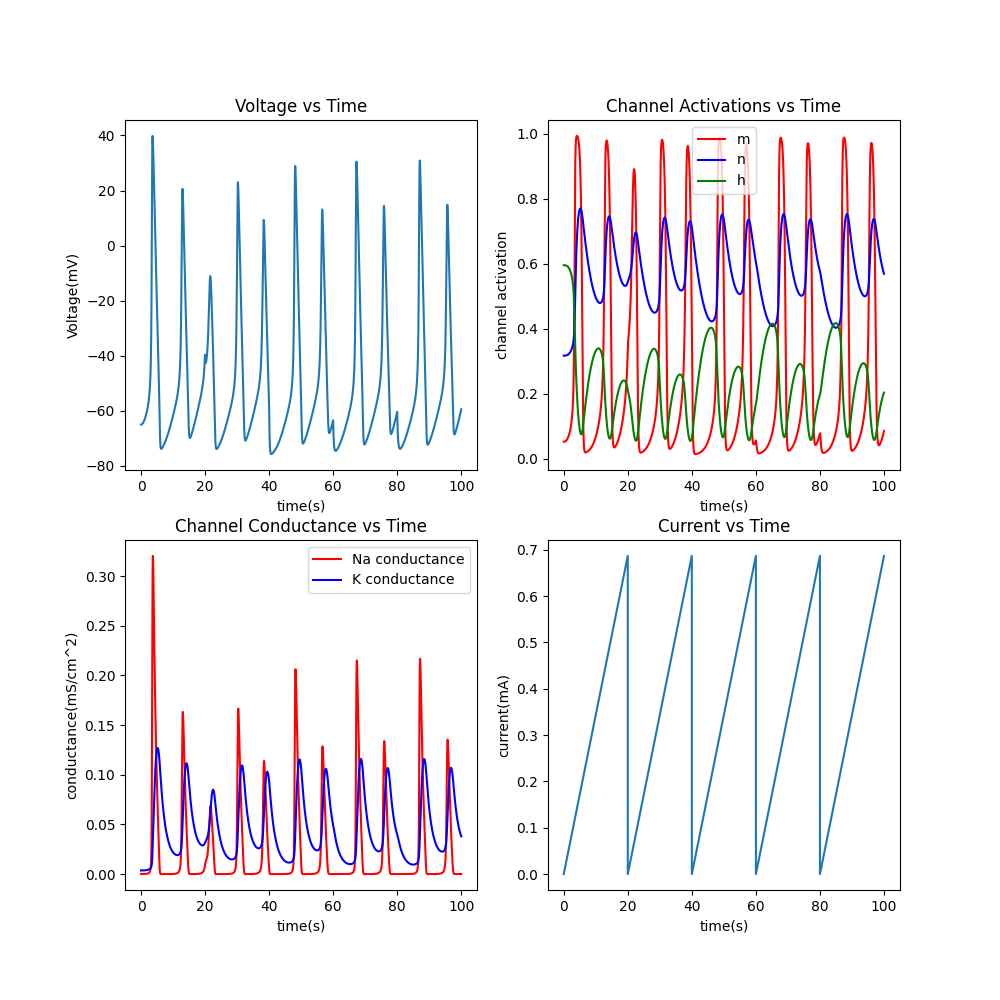 Voltage vs Time
Voltage(mV)
40
20
0
−20
−40
−60
−80
0 20 40 60 80 100
time(s)
Channel Activations vs Time
channel activation
1.0
0.8
0.6
0.4
0.2
0.0
m
n
h
0 20 40 60 80 100
time(s)
Channel Conductance vs Time
conductance(mS/cm^2)
0.30
0.25
0.20
0.15
0.10
0.05
0.00
Na conductance
K conductance
0 20 40 60 80 100
time(s)
Current vs Time
current(mA)
0.7
0.6
0.5
0.4
0.3
0.2
0.1
0.0
0 20 40 60 80 100
time(s)